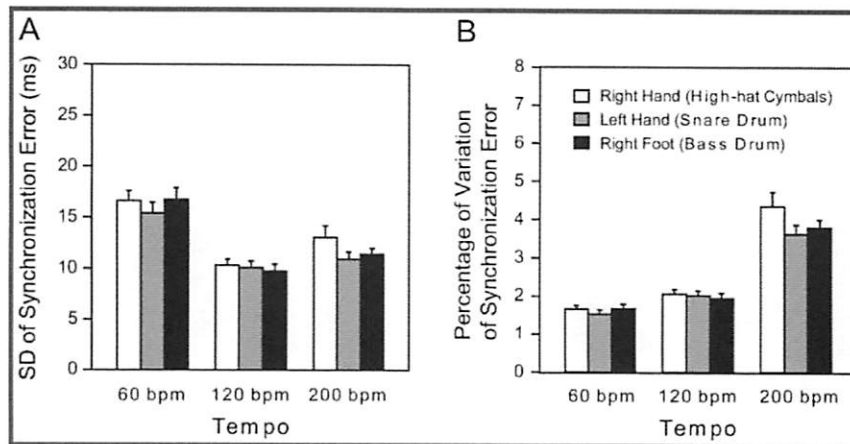 A
SD of Synchronization Error (ms)
30
25
20
15
10
5
0
60 bpm 120 bpm 200 bpm
Tempo
B
Percentage of Variation
of Synchronization Error
8
7
6
5
4
3
2
1
0
Right Hand (High-hat Cymbals)
Left Hand (Snare Drum)
Right Foot (Bass Drum)
60 bpm 120 bpm 200 bpm
Tempo